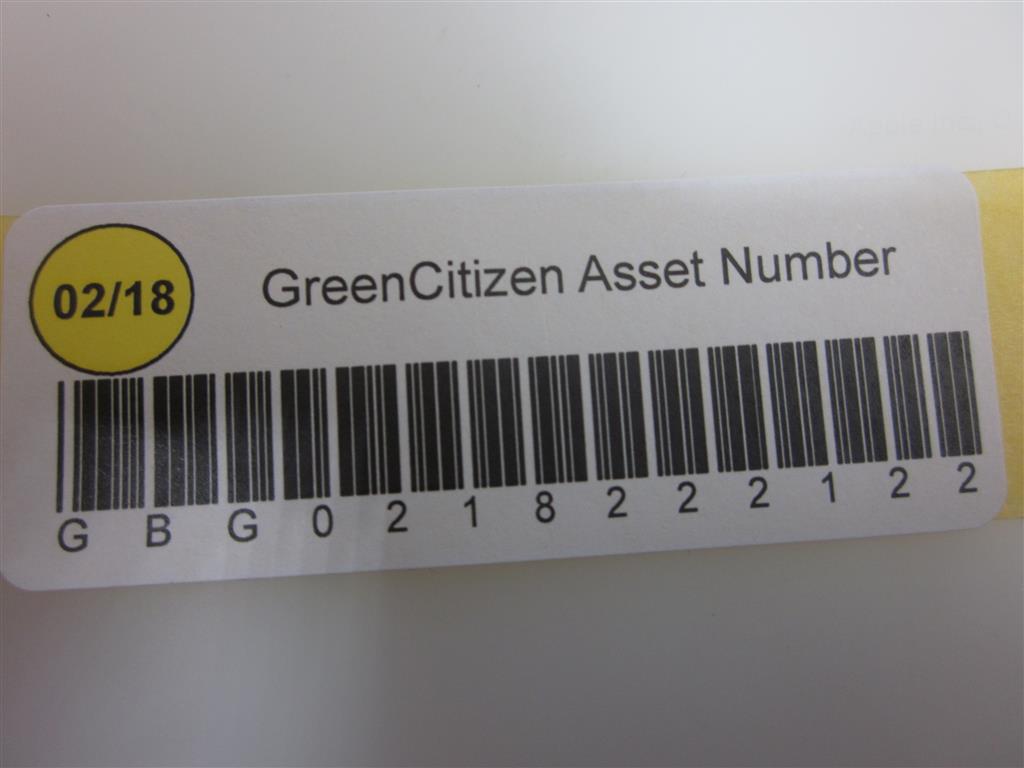 02/18
GreenCitizen Asset Number
G B G 0 2 1 8 2 2 2 1 2 2